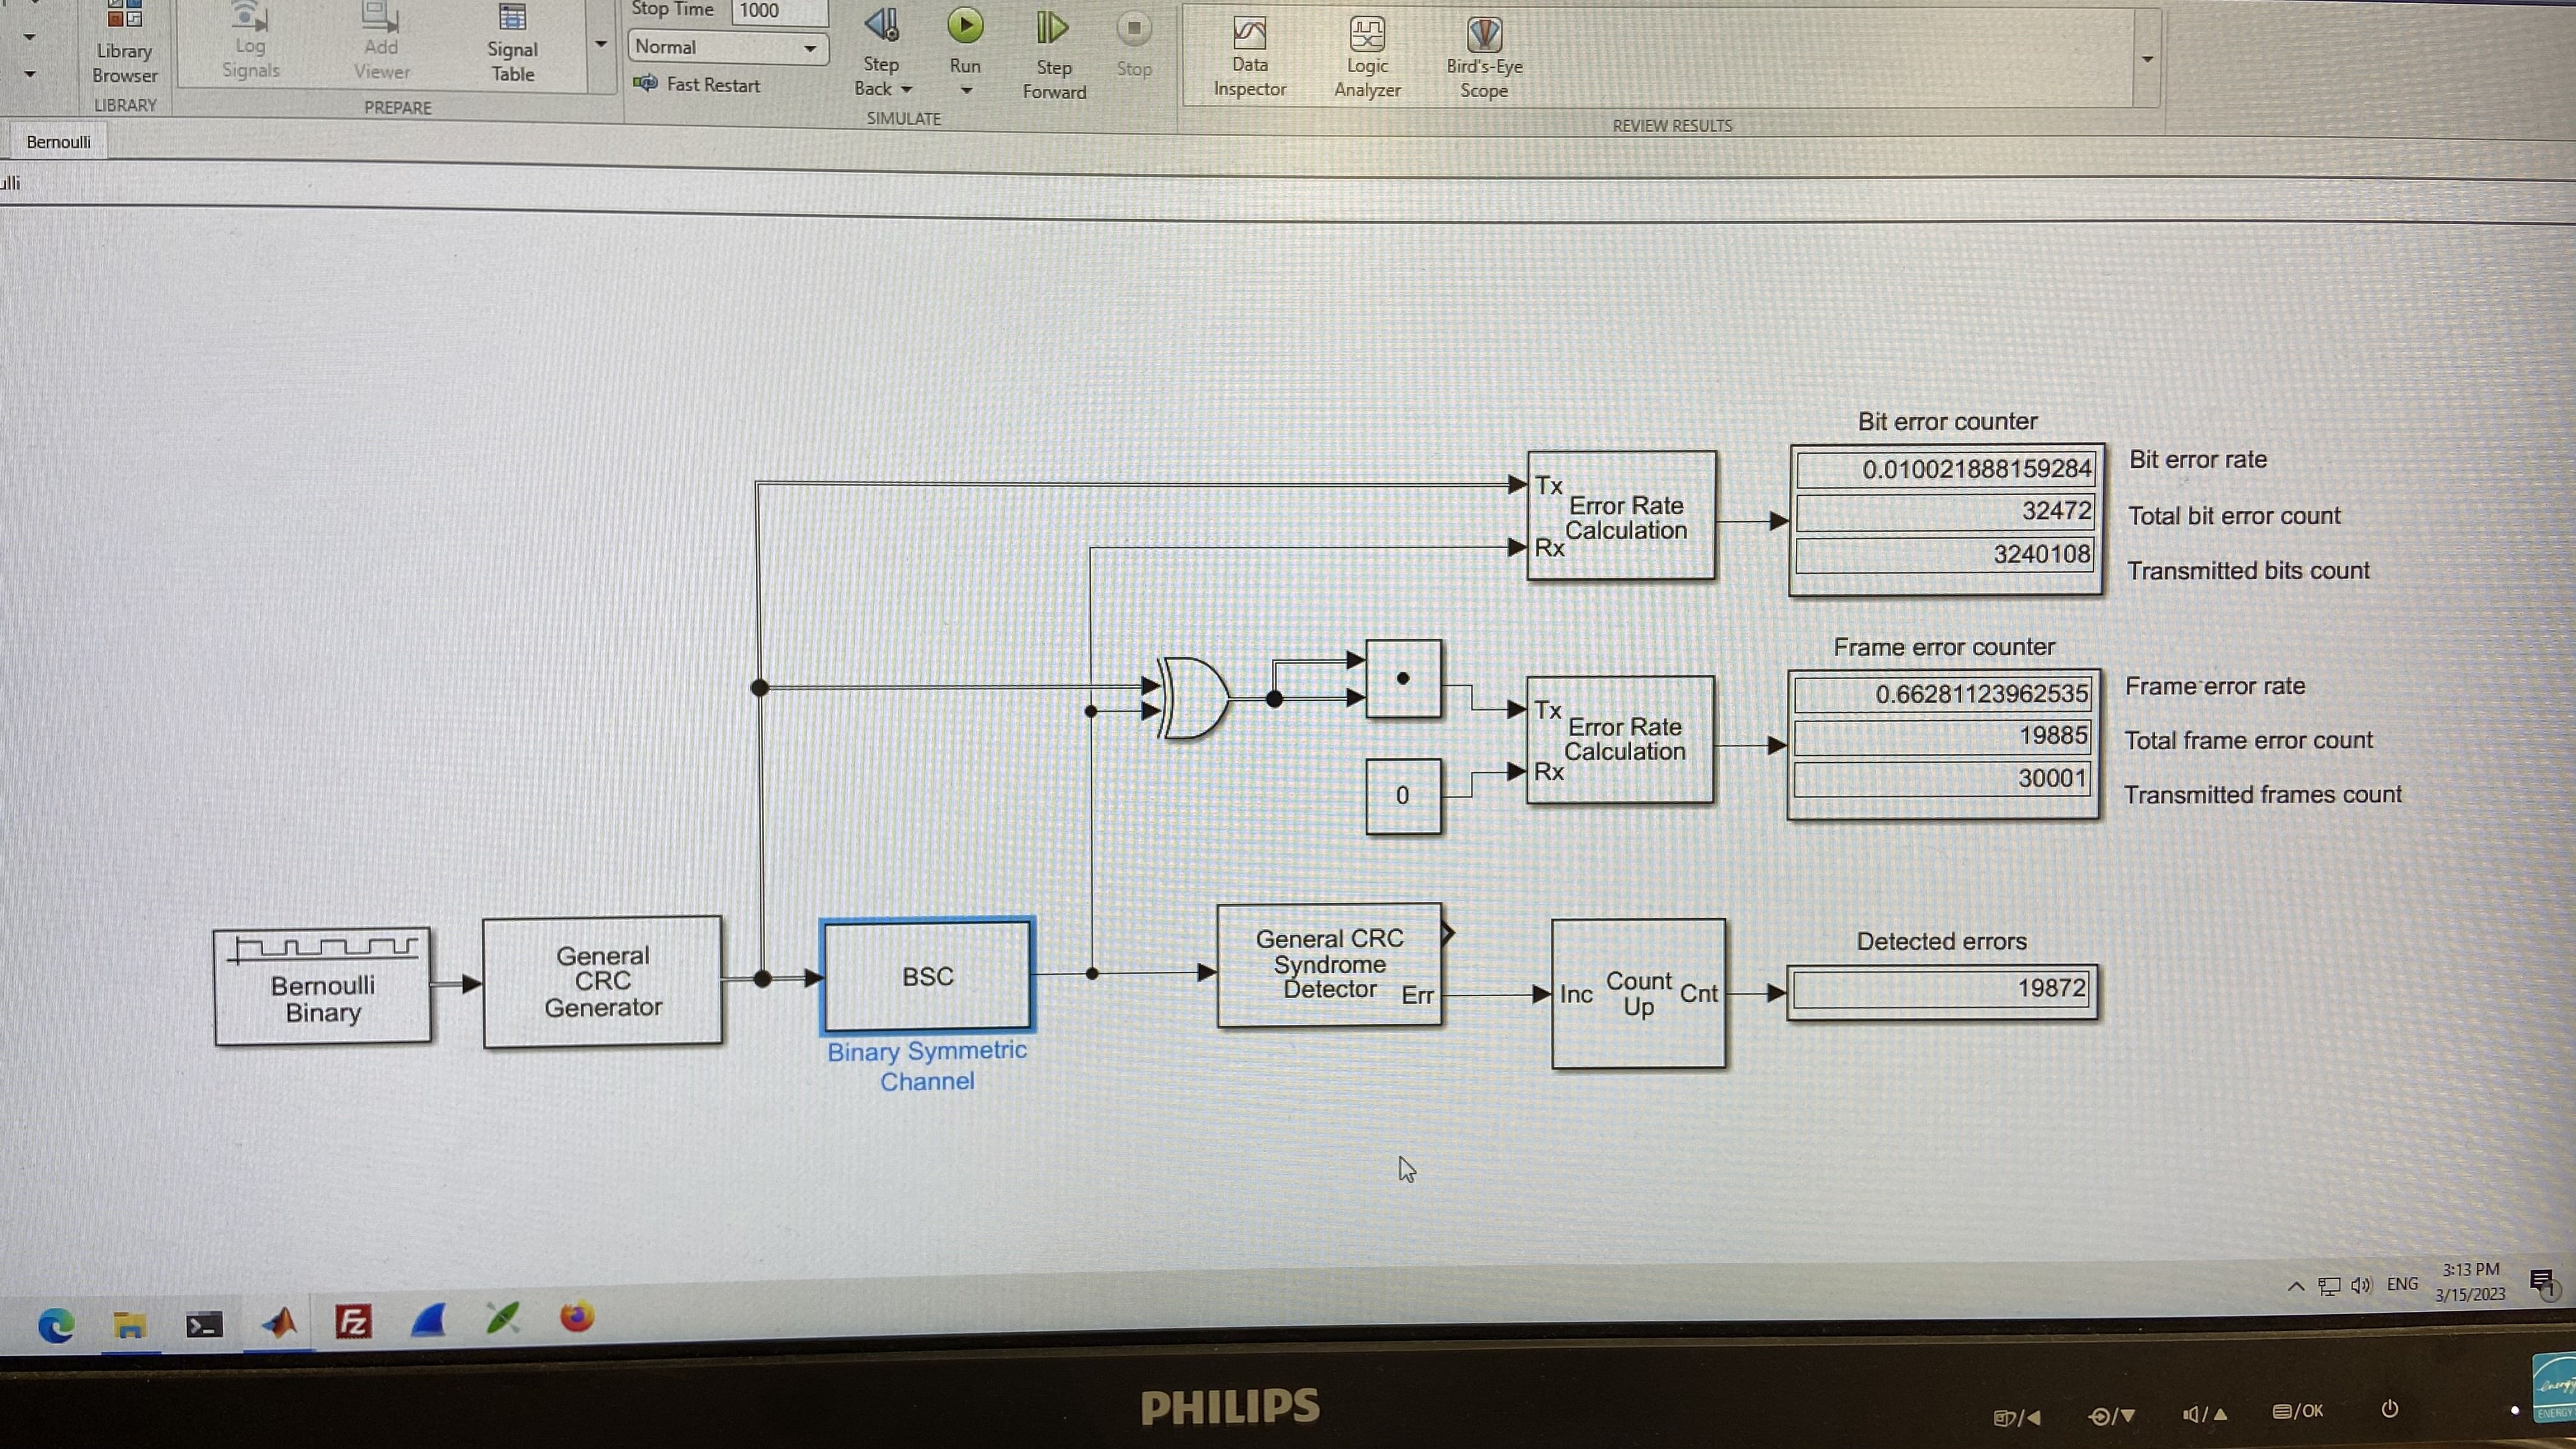 Stop Time
1000
Library
Browser
Log
Signals
Add
Viewer
Signal
Table
Normal
Fast Restart
Step
Back
Run
Step
Forward
Stop
Data
Inspector
Logic
Analyzer
Bird's-Eye
Scope
LIBRARY
PREPARE
SIMULATE
REVIEW RESULTS
Bernoulli
ulli
Bit error counter
0.010021888159284
Bit error rate
32472
Total bit error count
3240108
Transmitted bits count
Tx
Error Rate
Calculation
Rx
Frame error counter
0.66281123962535
Frame error rate
19885
Total frame error count
30001
Transmitted frames count
Tx
Error Rate
Calculation
Rx
0
Bernoulli
Binary
General
CRC
Generator
BSC
Binary Symmetric
Channel
General CRC
Syndrome
Detector
Err
Inc
Count
Up
Cnt
Detected errors
19872
Fz
ENG
3:13 PM
3/15/2023
1
PHILIPS
/OK
energy
ENERGY